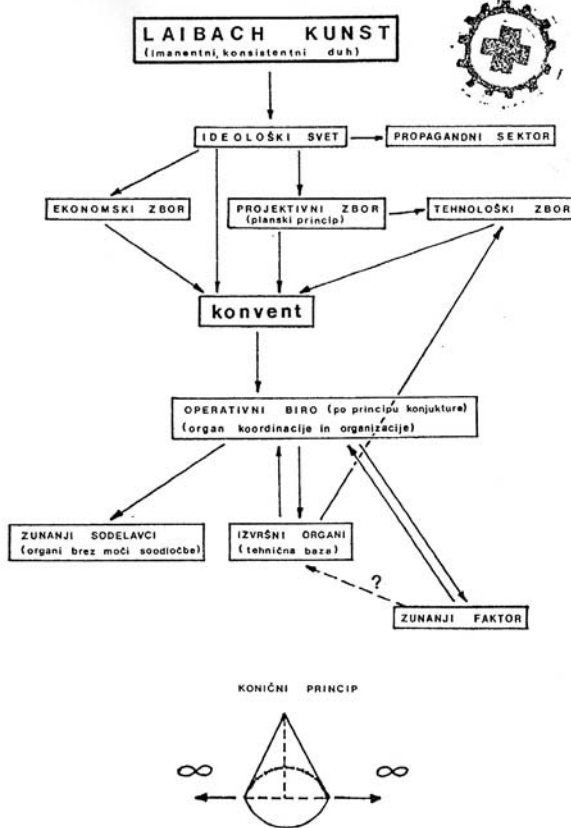 LAIBACH KUNST
(imanentni, konsistentni duh)
IDEOLOŠKI SVET
PROPAGANDNI SEKTOR
EKONOMSKI ZBOR
PROJEKTIVNI ZBOR
(planski princip)
TEHNOLOŠKI ZBOR
konvent
OPERATIVNI BIRO (po principu konjukture)
(organ koordinacije in organizacije)
ZUNANJI SODELAVCI
(organi brez moči soodločbe)
IZVRŠNI ORGANI
(tehnična baza)
?
ZUNANJI FAKTOR
KONIČNI PRINCIP
∞ ∞